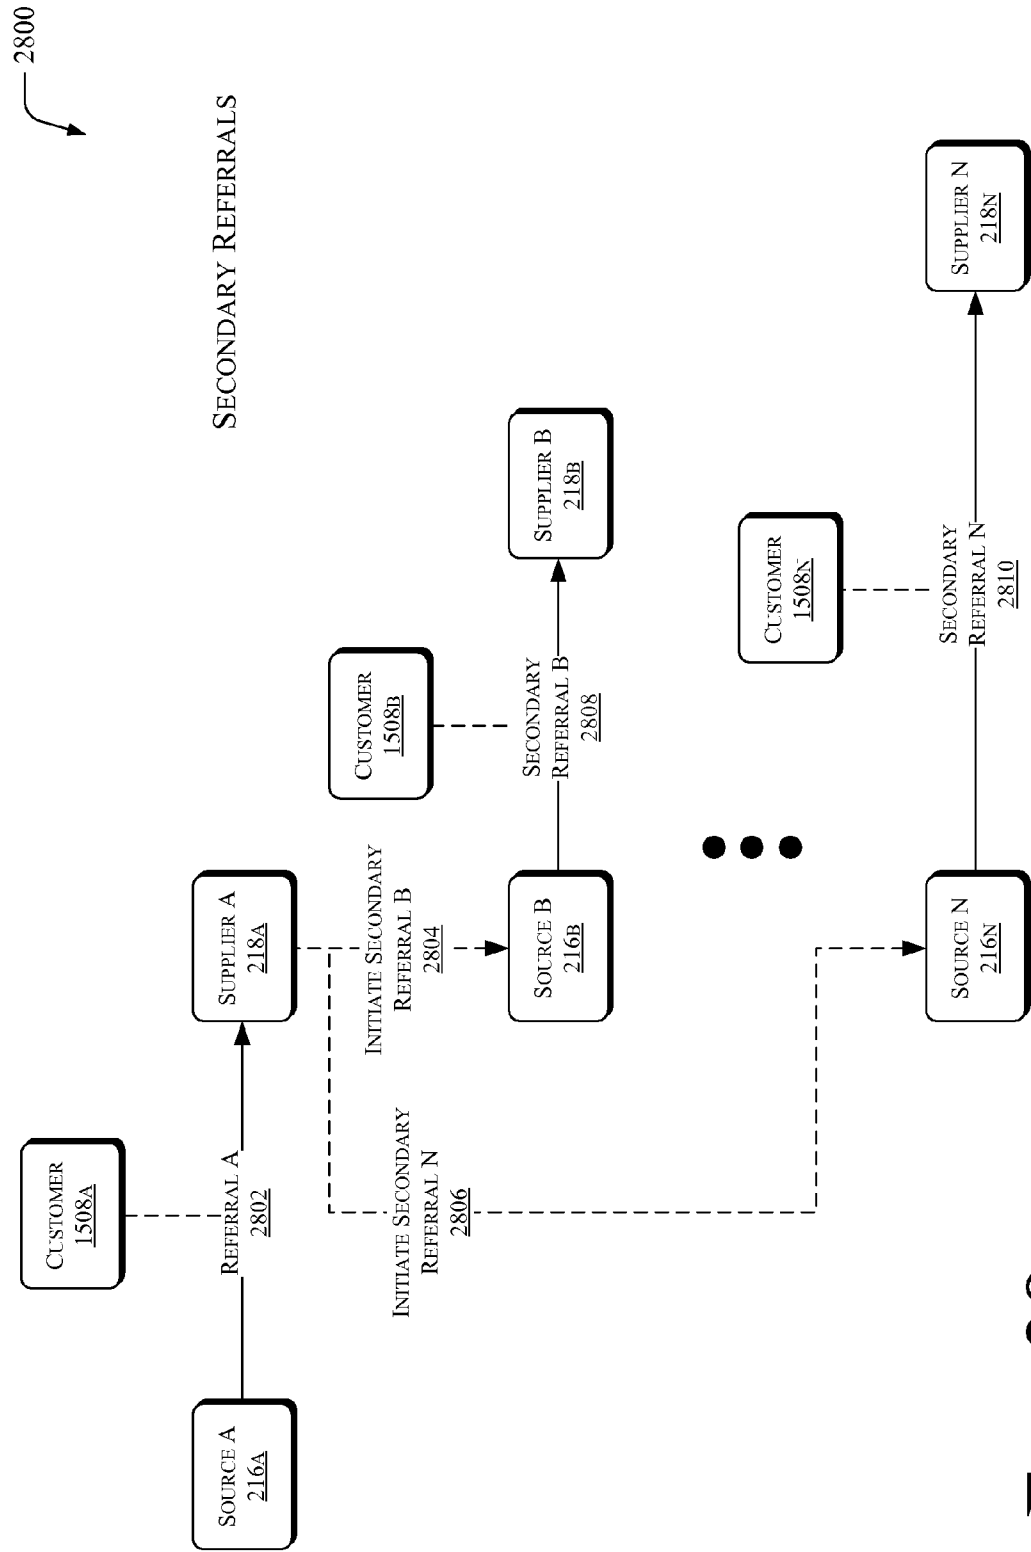 2800
SECONDARY REFERRALS
CUSTOMER
1508A
SOURCE A
216A
REFERRAL A
2802
SUPPLIER A
218A
INITIATE SECONDARY
REFERRAL N
2806
INITIATE SECONDARY
REFERRAL B
2804
CUSTOMER
1508B
SOURCE B
216B
SECONDARY
REFERRAL B
2808
SUPPLIER B
218B
CUSTOMER
1508N
SOURCE N
216N
SECONDARY
REFERRAL N
2810
SUPPLIER N
218N